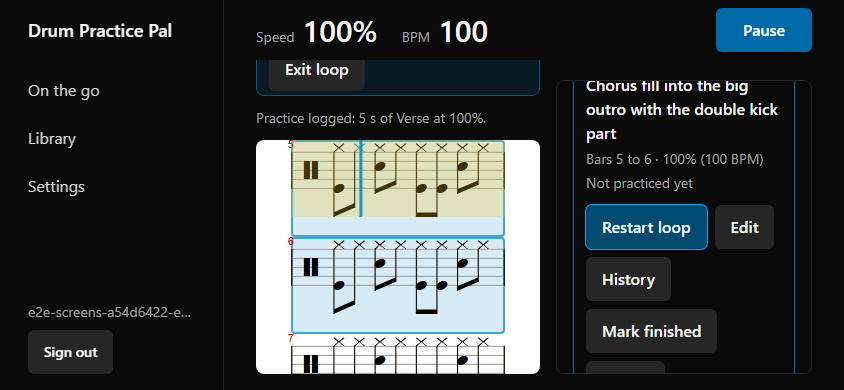 Drum Practice Pal
On the go
Library
Settings
e2e-screens-a54d6422-e...
Sign out
Speed 100% BPM 100
Pause
Exit loop
Practice logged: 5 s of Verse at 100%.
5
6
7
Chorus fill into the big
outro with the double kick
part
Bars 5 to 6 · 100% (100 BPM)
Not practiced yet
Restart loop
Edit
History
Mark finished